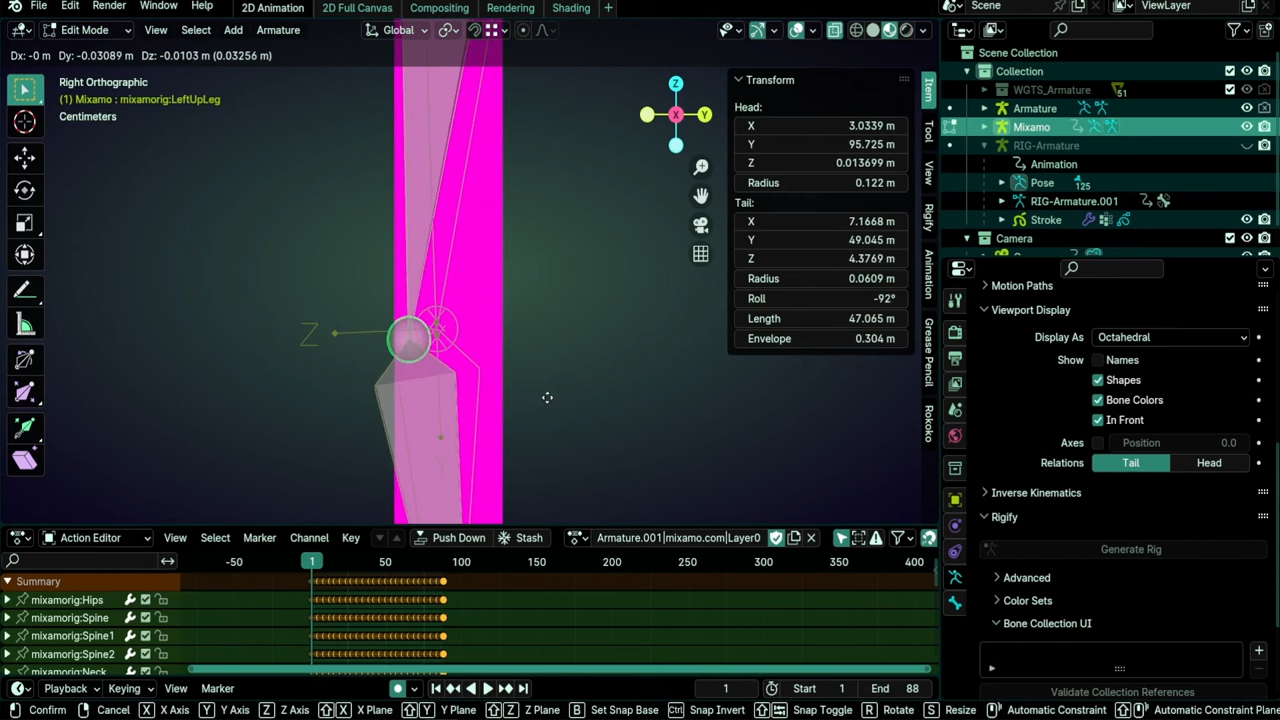 File Edit Render Window Help 2D Animation 2D Full Canvas Compositing Rendering Shading + Scene ViewLayer
Edit Mode View Select Add Armature Global
Dx: -0 m Dy: -0.03089 m Dz: -0.0103 m (0.03256 m)
Right Orthographic
(1) Mixamo : mixamorig:LeftUpLeg
Centimeters
Z
Z
X
Y
Transform
Head:
X 3.0339 m
Y 95.725 m
Z 0.013699 m
Radius 0.122 m
Tail:
X 7.1668 m
Y 49.045 m
Z 4.3769 m
Radius 0.0609 m
Roll -92°
Length 47.065 m
Envelope 0.304 m
Item
Tool
View
Rigify
Animation
Grease Pencil
Rokoko
Scene Collection
Collection
WGTS_Armature 51
Armature
Mixamo
RIG-Armature
Animation
Pose 125
RIG-Armature.001
Stroke
Camera
Motion Paths
Viewport Display
Display As Octahedral
Show Names
Shapes
Bone Colors
In Front
Axes Position 0.0
Relations Tail Head
Inverse Kinematics
Rigify
Generate Rig
Advanced
Color Sets
Bone Collection UI
Validate Collection References
Action Editor View Select Marker Channel Key Push Down Stash Armature.001|mixamo.com|Layer0
-50 1 50 100 150 200 250 300 350 400
Summary
mixamorig:Hips
mixamorig:Spine
mixamorig:Spine1
mixamorig:Spine2
mixamorig:Neck
Playback Keying View Marker 1 Start 1 End 88
Confirm Cancel X X Axis Y Y Axis Z Z Axis X X Plane Y Y Plane Z Z Plane B Set Snap Base Ctrl Snap Invert Snap Toggle R Rotate S Resize Automatic Constraint Automatic Constraint Plane